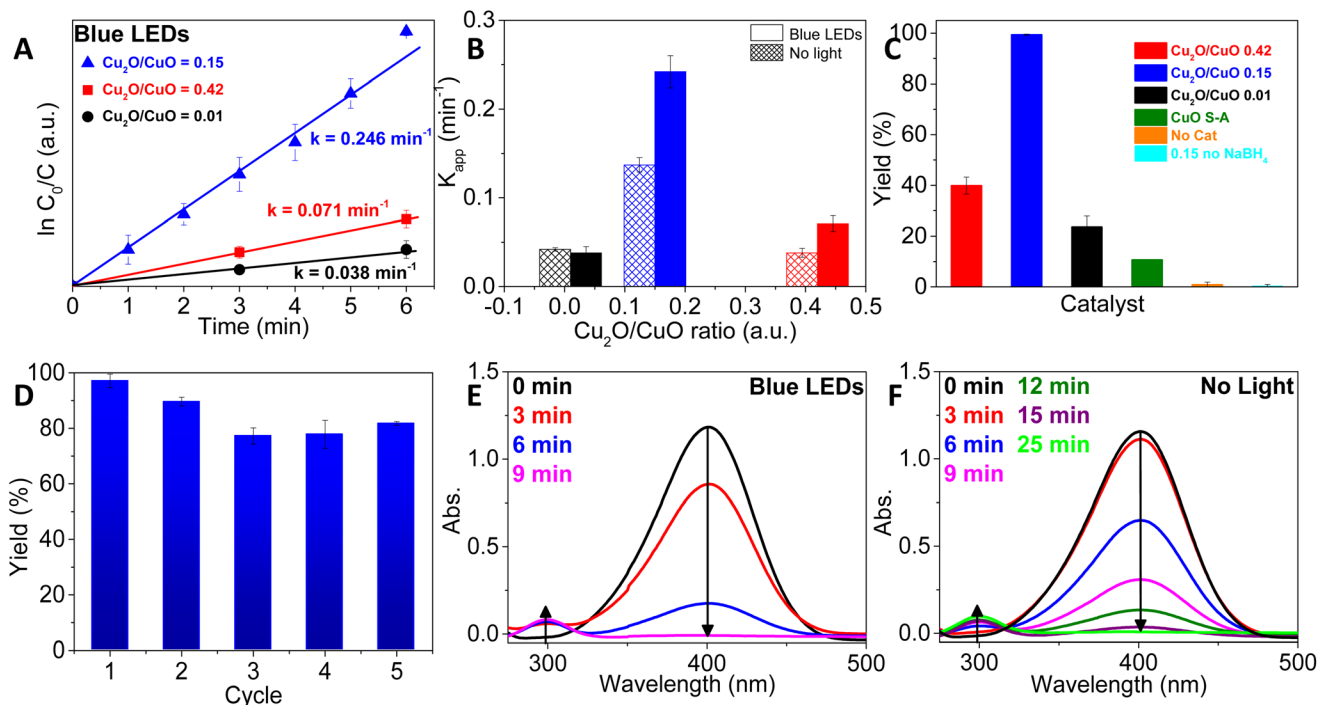 A
Blue LEDs
Cu₂O/CuO = 0.15
Cu₂O/CuO = 0.42
Cu₂O/CuO = 0.01
k = 0.246 min⁻¹
k = 0.071 min⁻¹
k = 0.038 min⁻¹
ln C₀/C (a.u.)
0 1 2 3 4 5 6
Time (min)
B
Blue LEDs
No light
0.3
0.2
0.1
0.0
Kapp (min⁻¹)
-0.1 0.0 0.1 0.2 0.3 0.4 0.5
Cu₂O/CuO ratio (a.u.)
C
Cu₂O/CuO 0.42
Cu₂O/CuO 0.15
Cu₂O/CuO 0.01
CuO S-A
No Cat
0.15 no NaBH₄
100
80
60
40
20
0
Yield (%)
Catalyst
D
100
80
60
40
20
0
Yield (%)
1 2 3 4 5
Cycle
E
0 min
3 min
6 min
9 min
Blue LEDs
1.5
1.0
0.5
0.0
Abs.
300 400 500
Wavelength (nm)
F
0 min 12 min
3 min 15 min
6 min 25 min
9 min
No Light
1.5
1.0
0.5
0.0
Abs.
300 400 500
Wavelength (nm)